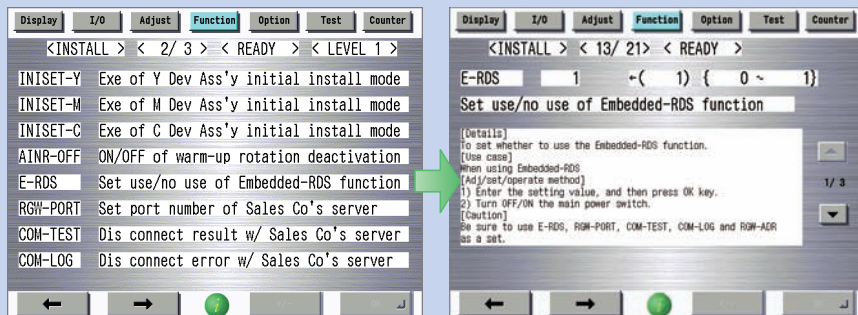 Display I/O Adjust Function Option Test Counter
<INSTALL > < 2/ 3 > < READY > < LEVEL 1 >
INISET-Y Exe of Y Dev Ass'y initial install mode
INISET-M Exe of M Dev Ass'y initial install mode
INISET-C Exe of C Dev Ass'y initial install mode
AINR-OFF ON/OFF of warm-up rotation deactivation
E-RDS Set use/no use of Embedded-RDS function
RGW-PORT Set port number of Sales Co's server
COM-TEST Dis connect result w/ Sales Co's server
COM-LOG Dis connect error w/ Sales Co's server
Display I/O Adjust Function Option Test Counter
<INSTALL > < 13/ 21> < READY >
E-RDS 1 ←( 1) { 0 ~ 1}
Set use/no use of Embedded-RDS function
[Details]
To set whether to use the Embedded-RDS function.
[Use case]
When using Embedded-RDS
[Adj/set/operate method]
1) Enter the setting value, and then press OK key.
2) Turn OFF/ON the main power switch.
[Caution]
Be sure to use E-RDS, RGW-PORT, COM-TEST, COM-LOG and RGW-ADR
as a set.
1/ 3